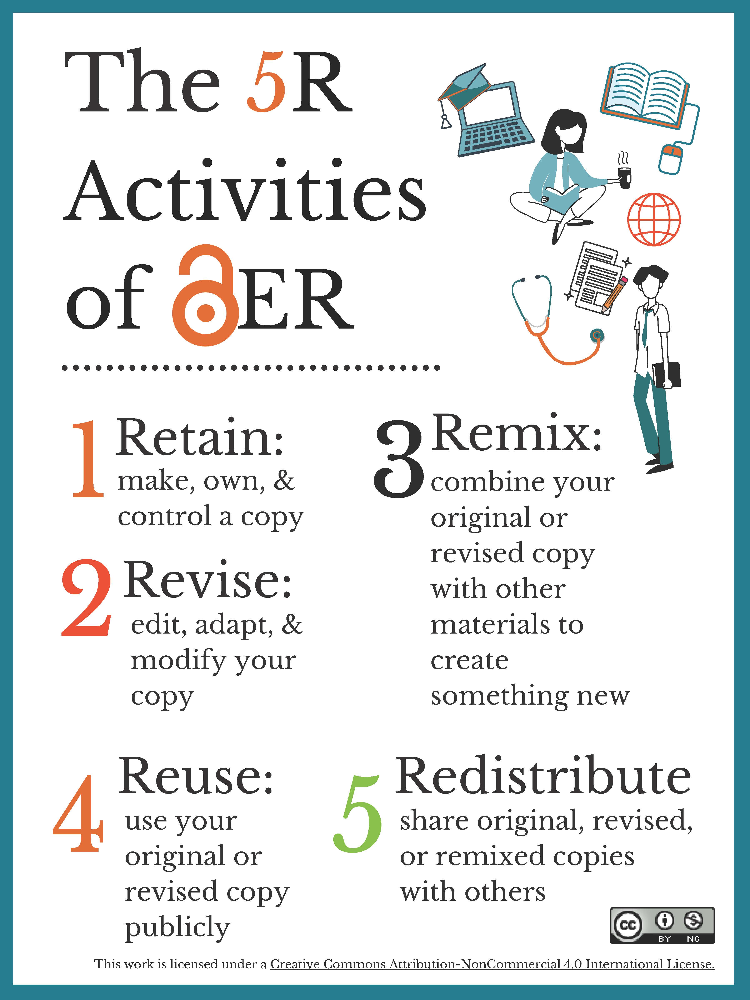 The 5R
Activities
of OER
1 Retain:
make, own, &
control a copy
2 Revise:
edit, adapt, &
modify your
copy
3 Remix:
combine your
original or
revised copy
with other
materials to
create
something new
4 Reuse:
use your
original or
revised copy
publicly
5 Redistribute
share original, revised,
or remixed copies
with others
cc BY NC
This work is licensed under a Creative Commons Attribution-NonCommercial 4.0 International License.